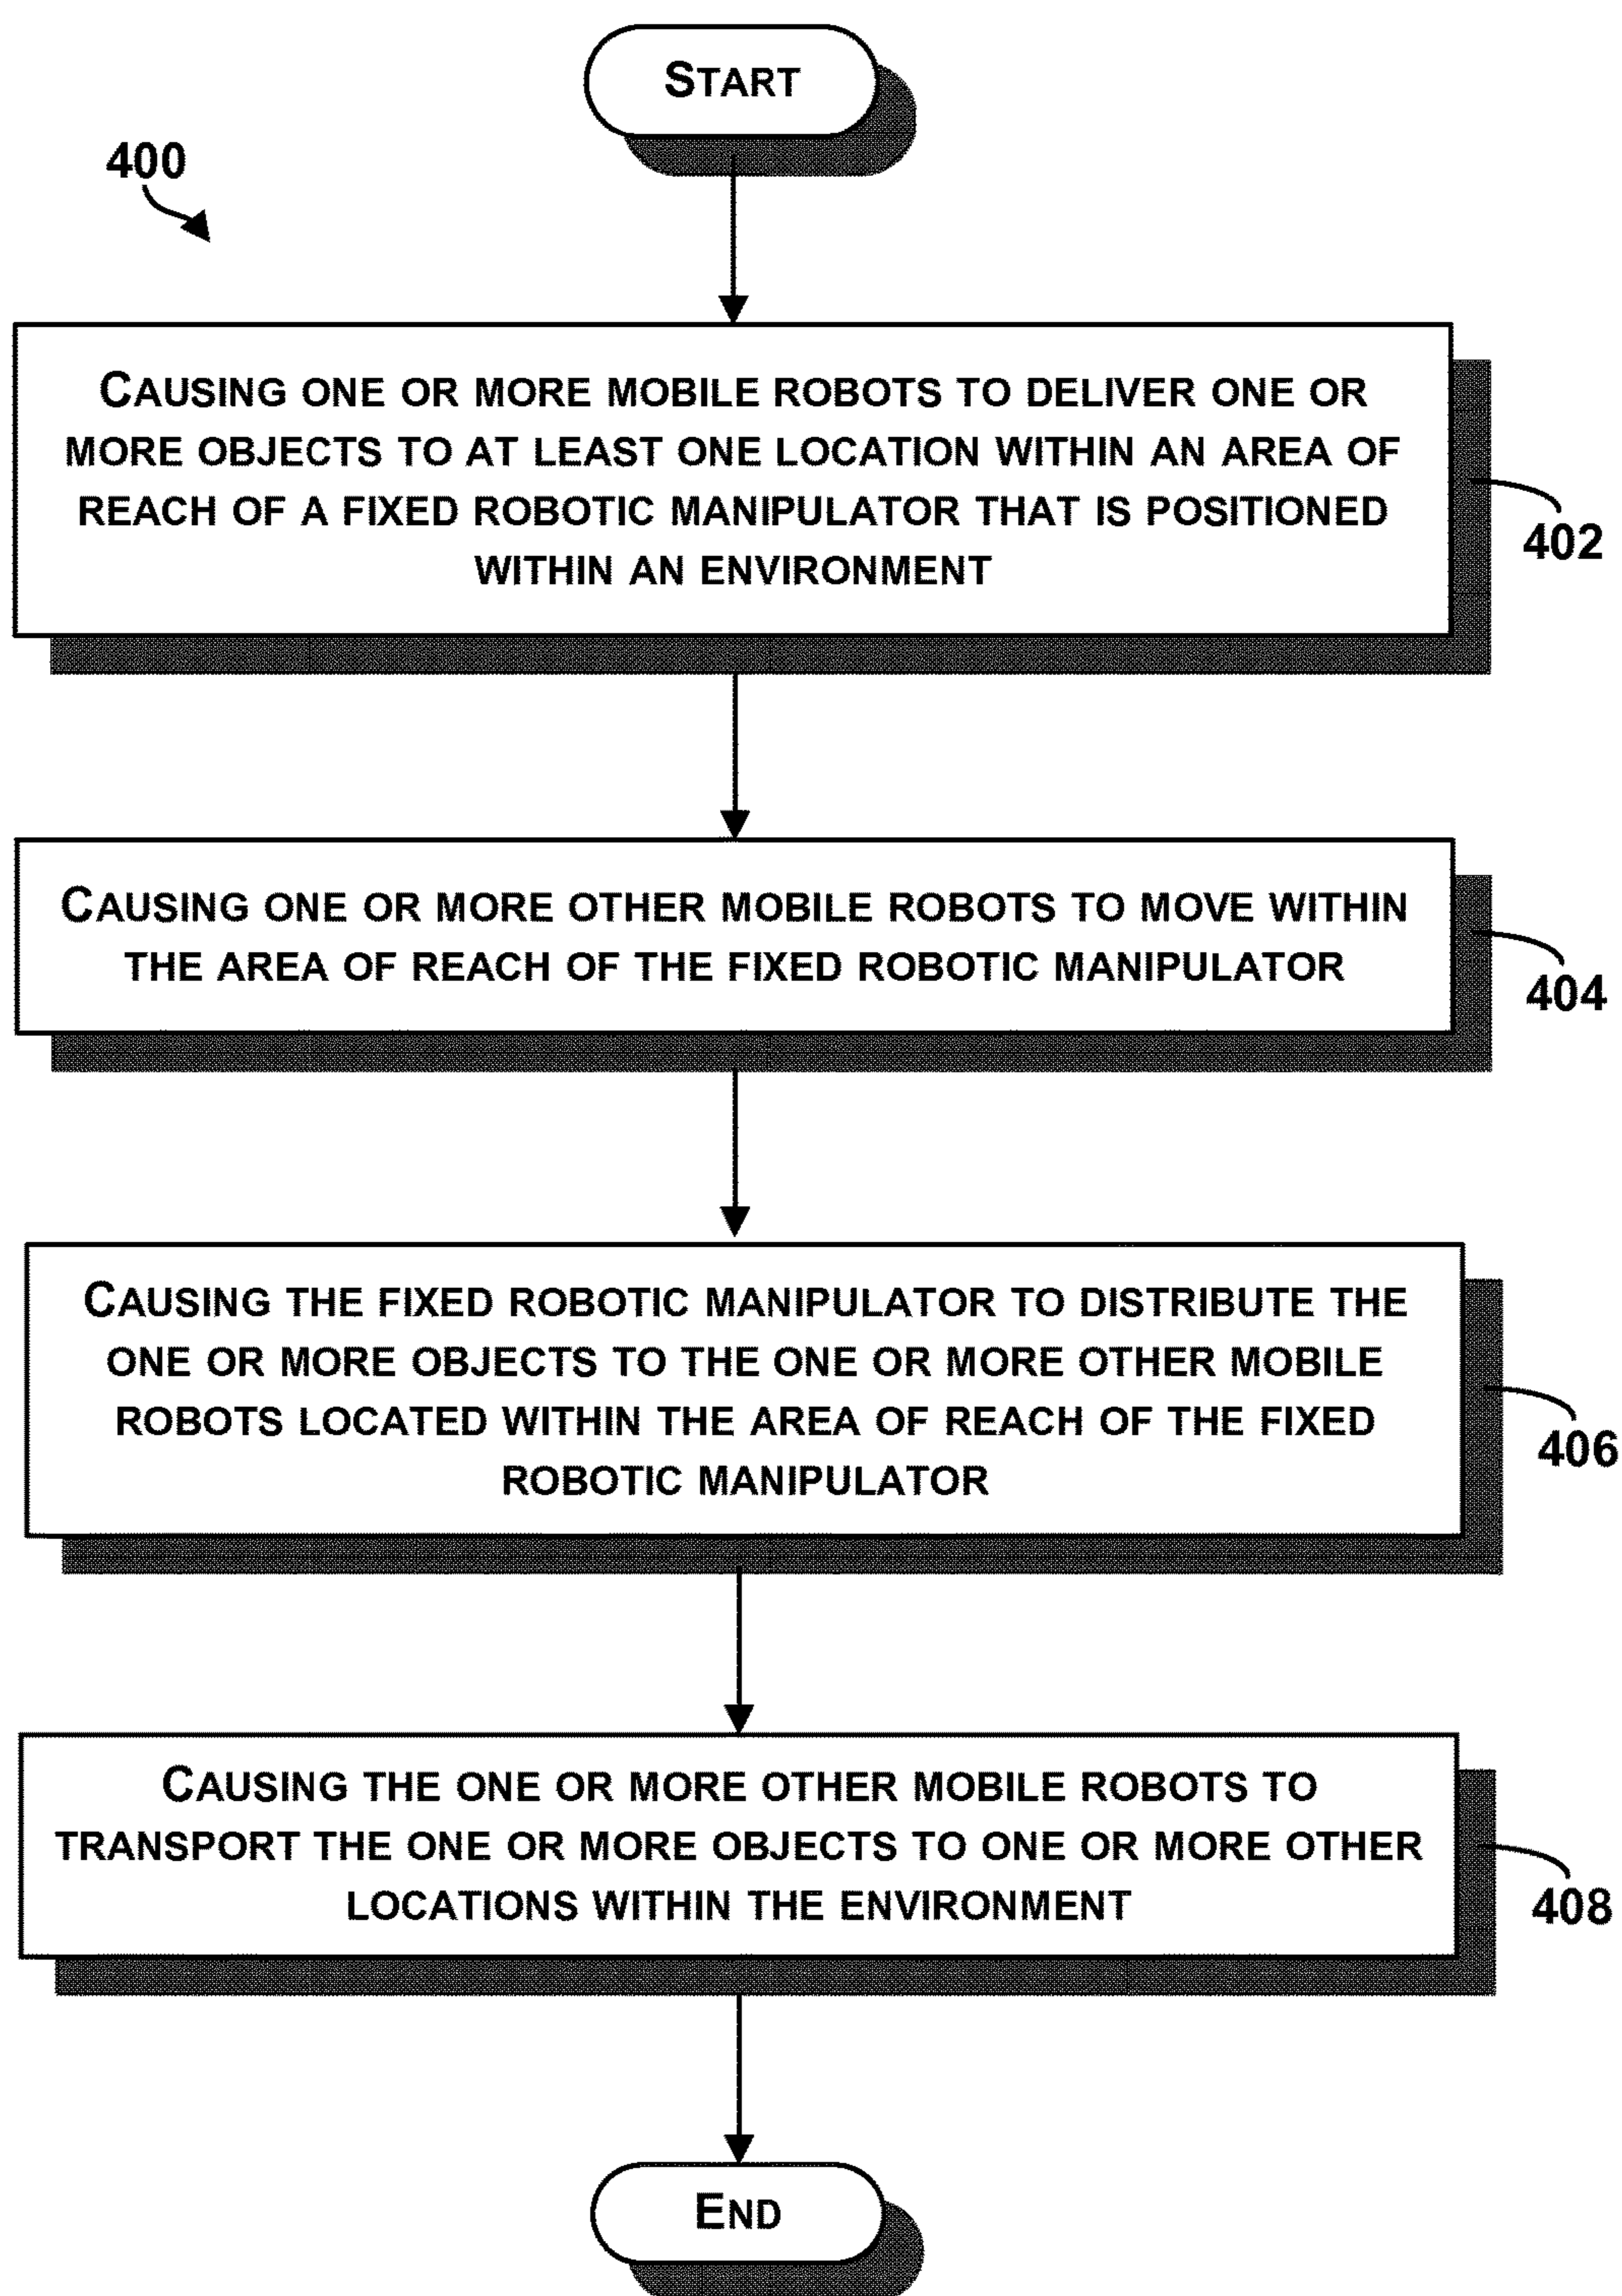 START
400
CAUSING ONE OR MORE MOBILE ROBOTS TO DELIVER ONE OR
MORE OBJECTS TO AT LEAST ONE LOCATION WITHIN AN AREA OF
REACH OF A FIXED ROBOTIC MANIPULATOR THAT IS POSITIONED
WITHIN AN ENVIRONMENT
402
CAUSING ONE OR MORE OTHER MOBILE ROBOTS TO MOVE WITHIN
THE AREA OF REACH OF THE FIXED ROBOTIC MANIPULATOR
404
CAUSING THE FIXED ROBOTIC MANIPULATOR TO DISTRIBUTE THE
ONE OR MORE OBJECTS TO THE ONE OR MORE OTHER MOBILE
ROBOTS LOCATED WITHIN THE AREA OF REACH OF THE FIXED
ROBOTIC MANIPULATOR
406
CAUSING THE ONE OR MORE OTHER MOBILE ROBOTS TO
TRANSPORT THE ONE OR MORE OBJECTS TO ONE OR MORE OTHER
LOCATIONS WITHIN THE ENVIRONMENT
408
END